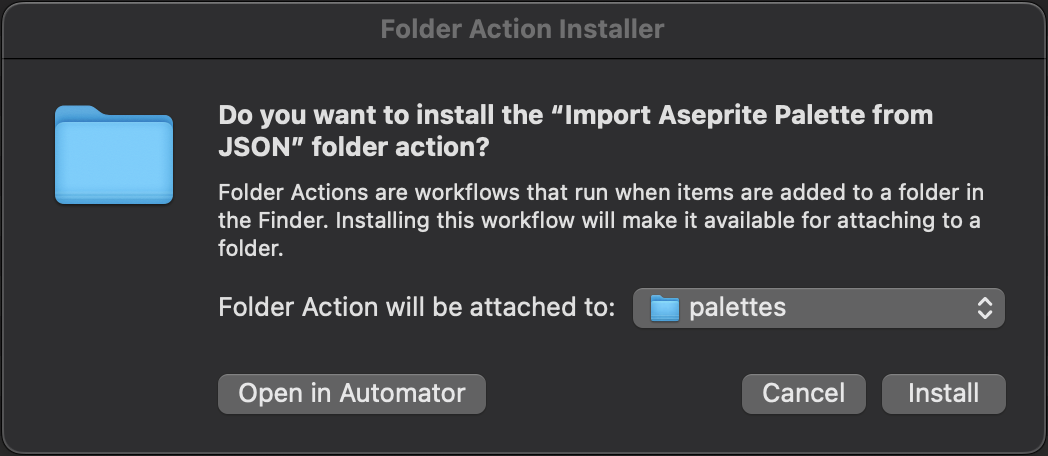 Folder Action Installer
Do you want to install the “Import Aseprite Palette from
JSON” folder action?
Folder Actions are workflows that run when items are added to a folder in
the Finder. Installing this workflow will make it available for attaching to a
folder.
Folder Action will be attached to: palettes
Open in Automator Cancel Install